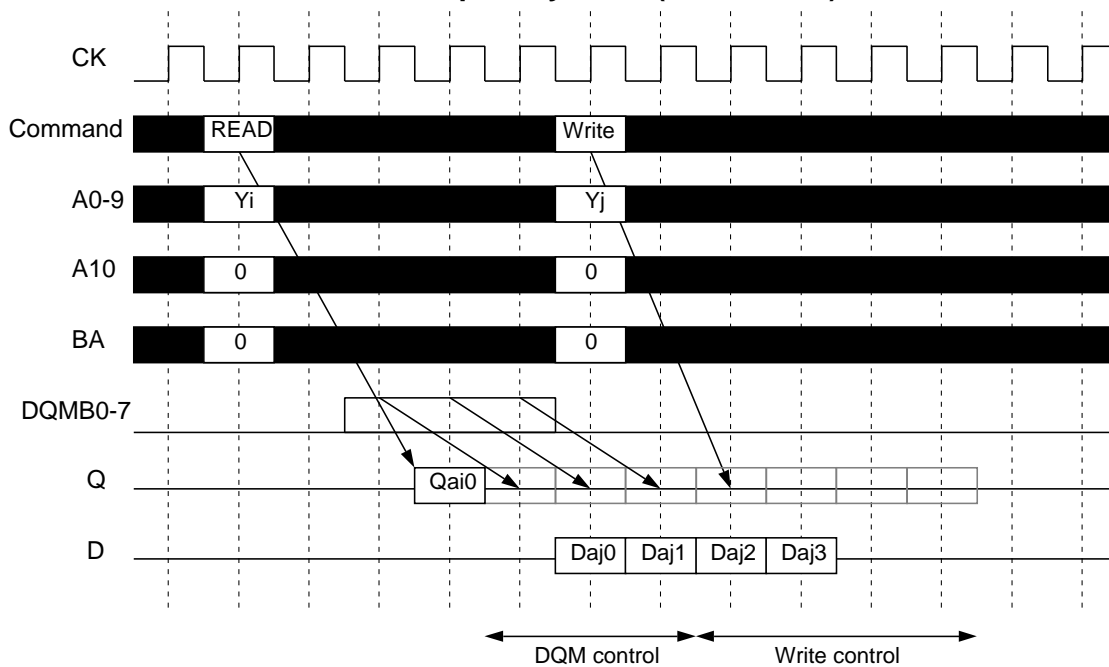 CK
Command READ Write
A0-9 Yi Yj
A10 0 0
BA 0 0
DQMB0-7
Q Qai0
D Daj0 Daj1 Daj2 Daj3
DQM control Write control